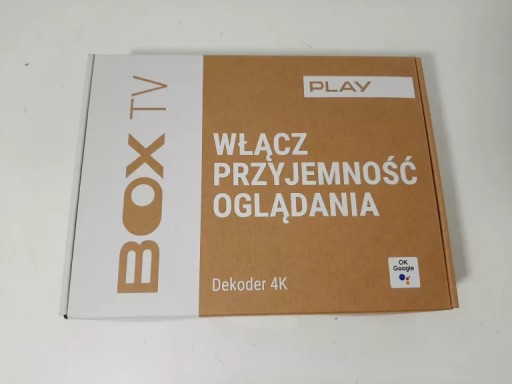 BOX TV
PLAY
WŁĄCZ
PRZYJEMNOŚĆ
OGLĄDANIA
Dekoder 4K
OK
Google